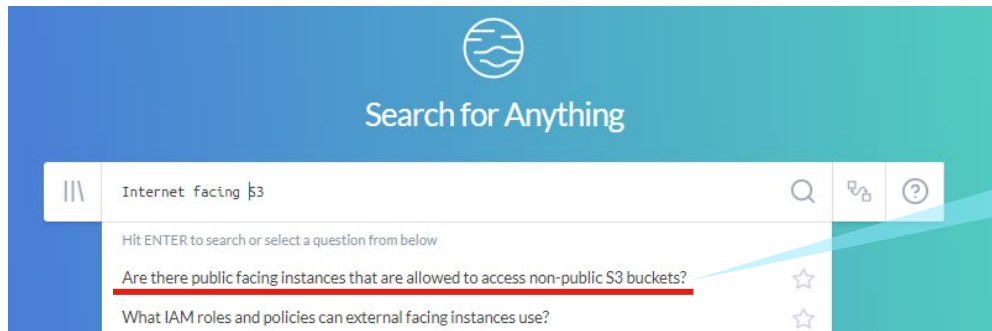 Search for Anything
Internet facing S3
Hit ENTER to search or select a question from below
Are there public facing instances that are allowed to access non-public S3 buckets?
What IAM roles and policies can external facing instances use?